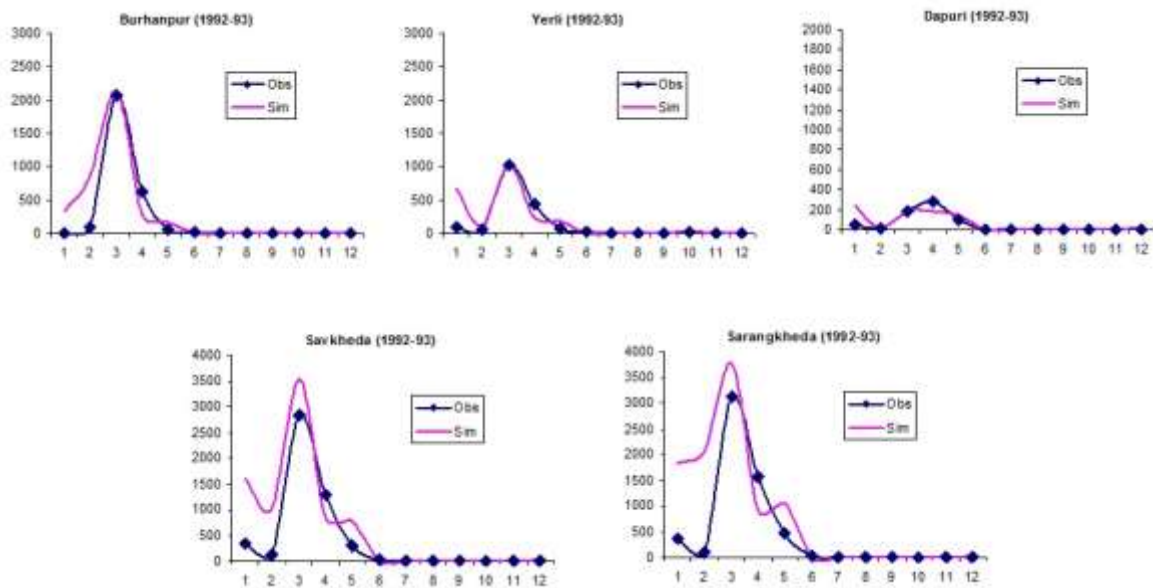 Burhanpur (1992-93)
3000
2500
2000
1500
1000
500
0
1 2 3 4 5 6 7 8 9 10 11 12
Obs
Sim
Yerli (1992-93)
3000
2500
2000
1500
1000
500
0
1 2 3 4 5 6 7 8 9 10 11 12
Obs
Sim
Dapuri (1992-93)
2000
1800
1600
1400
1200
1000
800
600
400
200
0
1 2 3 4 5 6 7 8 9 10 11 12
Obs
Sim
Savkheda (1992-93)
4000
3500
3000
2500
2000
1500
1000
500
0
1 2 3 4 5 6 7 8 9 10 11 12
Obs
Sim
Sarangkheda (1992-93)
4000
3500
3000
2500
2000
1500
1000
500
0
1 2 3 4 5 6 7 8 9 10 11 12
Obs
Sim